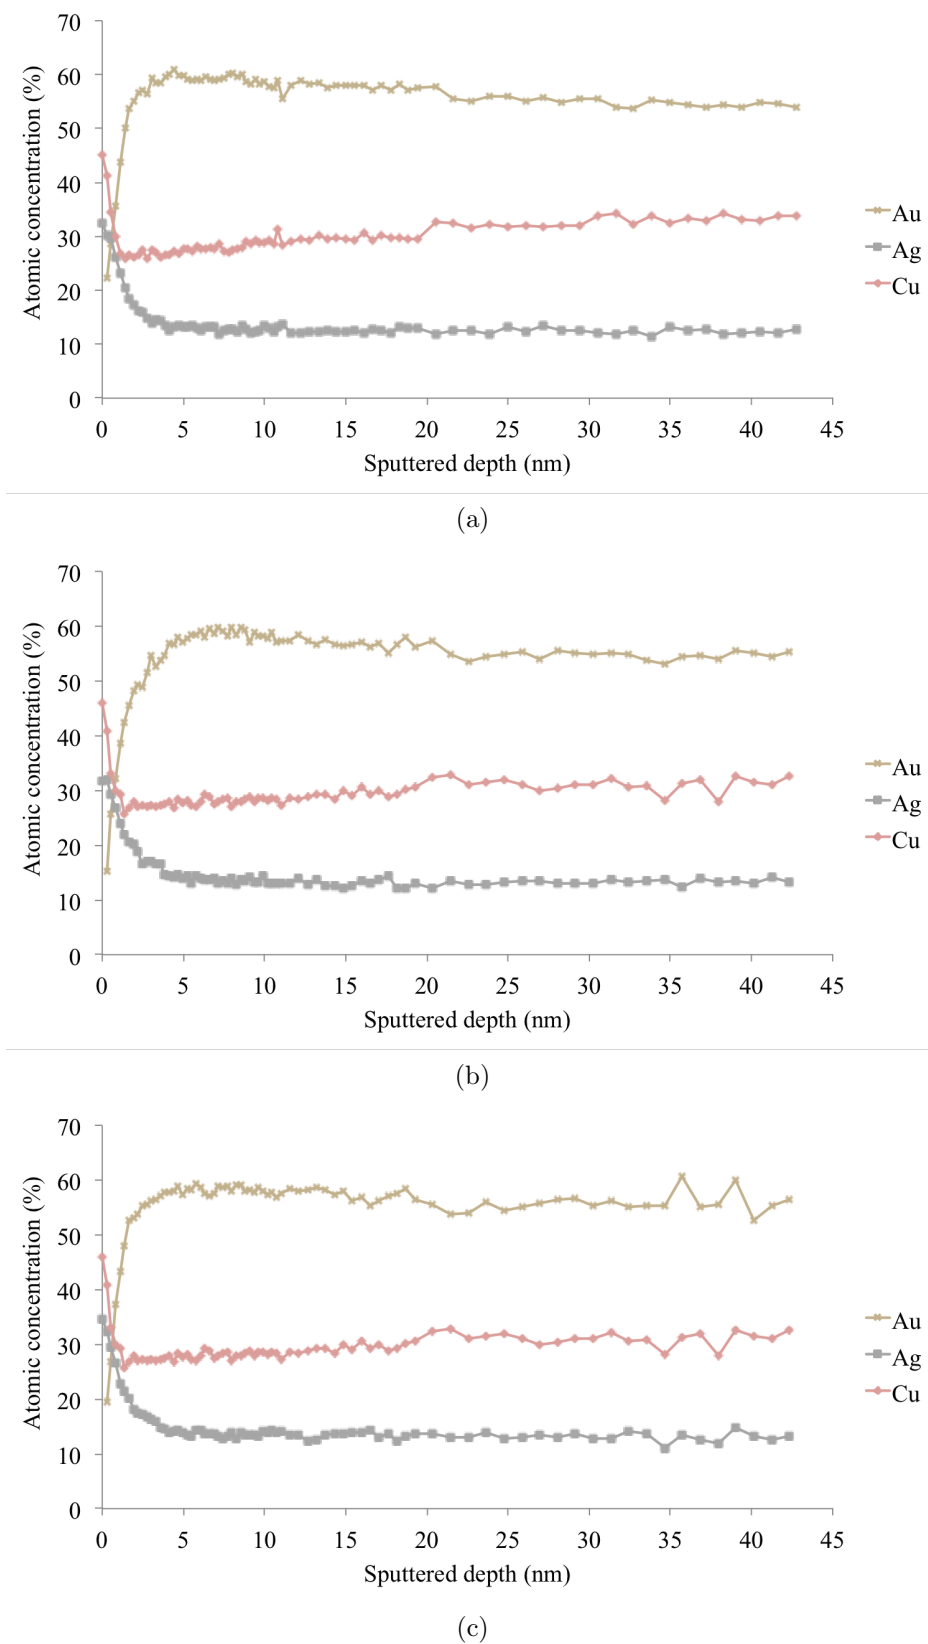 70
60
50
40
30
20
10
0
Atomic concentration (%)
0 5 10 15 20 25 30 35 40 45
Sputtered depth (nm)
Au
Ag
Cu
(a)
70
60
50
40
30
20
10
0
Atomic concentration (%)
0 5 10 15 20 25 30 35 40 45
Sputtered depth (nm)
Au
Ag
Cu
(b)
70
60
50
40
30
20
10
0
Atomic concentration (%)
0 5 10 15 20 25 30 35 40 45
Sputtered depth (nm)
Au
Ag
Cu
(c)